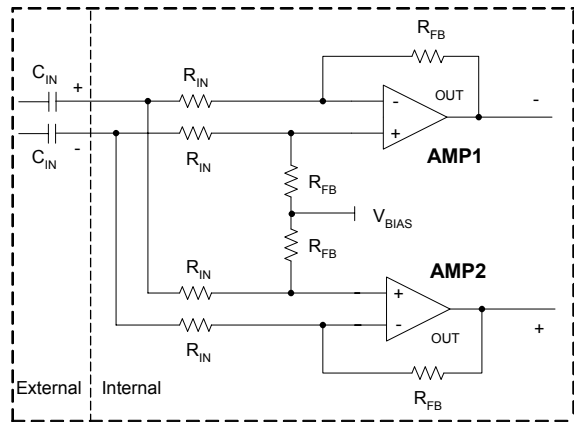 R_FB
C_IN
+
R_IN
-
OUT
-
+
C_IN
-
R_IN
AMP1
R_FB
V_BIAS
R_FB
R_IN
AMP2
+
R_IN
-
OUT
+
External
Internal
R_FB